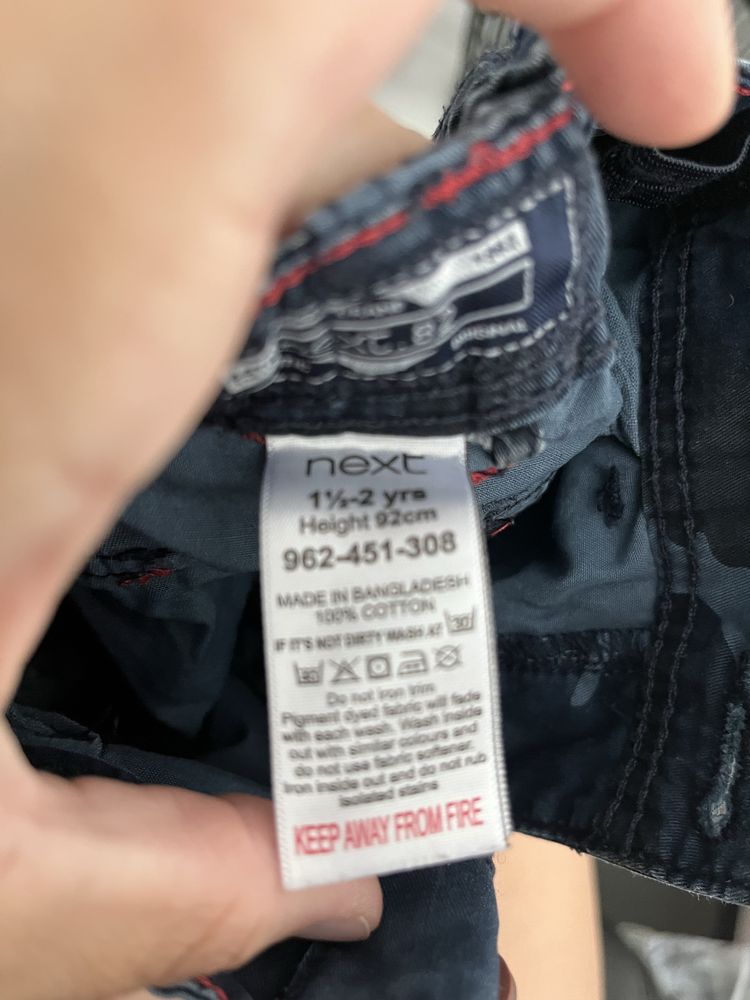 ORIGINAL
next
1½-2 yrs
Height 92cm
962-451-308
MADE IN BANGLADESH
100% COTTON
IF IT'S NOT DIRTY WASH AT 30
Do not iron trim
Pigment dyed fabric will fade
with each wash. Wash inside
out with similar colours and
do not use fabric softener.
Iron inside out and do not rub
isolated stains
KEEP AWAY FROM FIRE